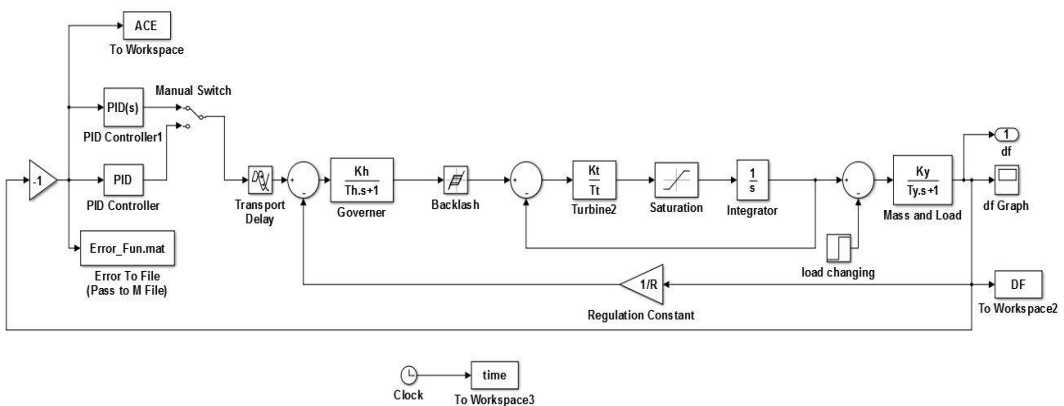 ACE
To Workspace
Manual Switch
PID(s)
PID Controller1
-1
PID
PID Controller
Error_Fun.mat
Error To File
(Pass to M File)
Transport
Delay
+
-
Kh
Th.s+1
Governer
Backlash
+
-
Kt
Tt
Turbine2
Saturation
1
s
Integrator
+
-
Ky
Ty.s+1
Mass and Load
1
df
df Graph
load changing
1/R
Regulation Constant
DF
To Workspace2
Clock
time
To Workspace3